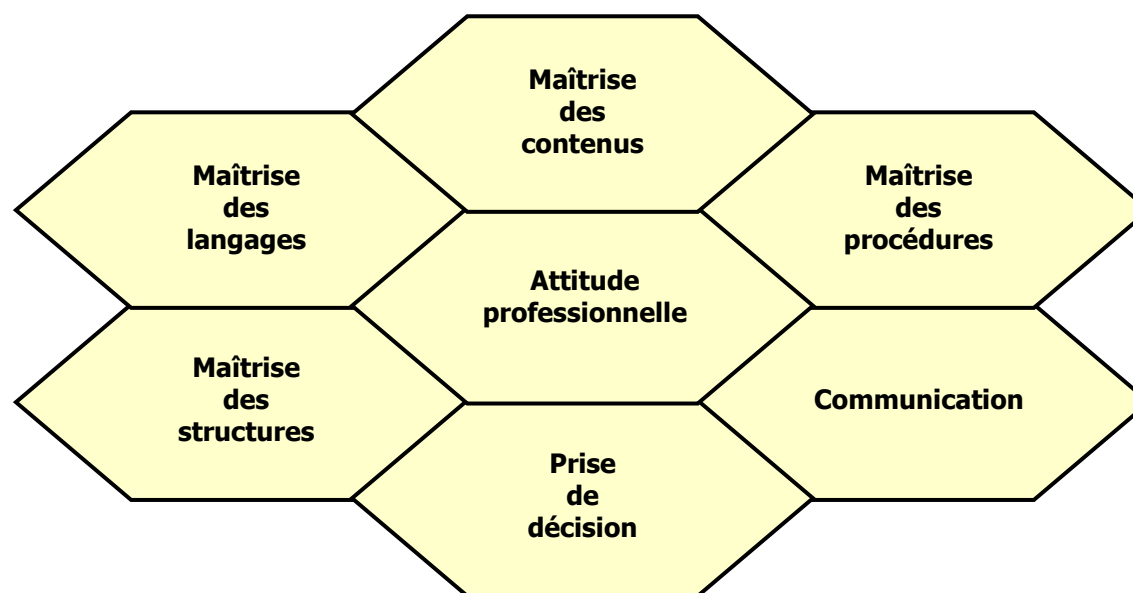 Maîtrise
des
contenus
Maîtrise
des
langages
Maîtrise
des
procédures
Attitude
professionnelle
Maîtrise
des
structures
Communication
Prise
de
décision